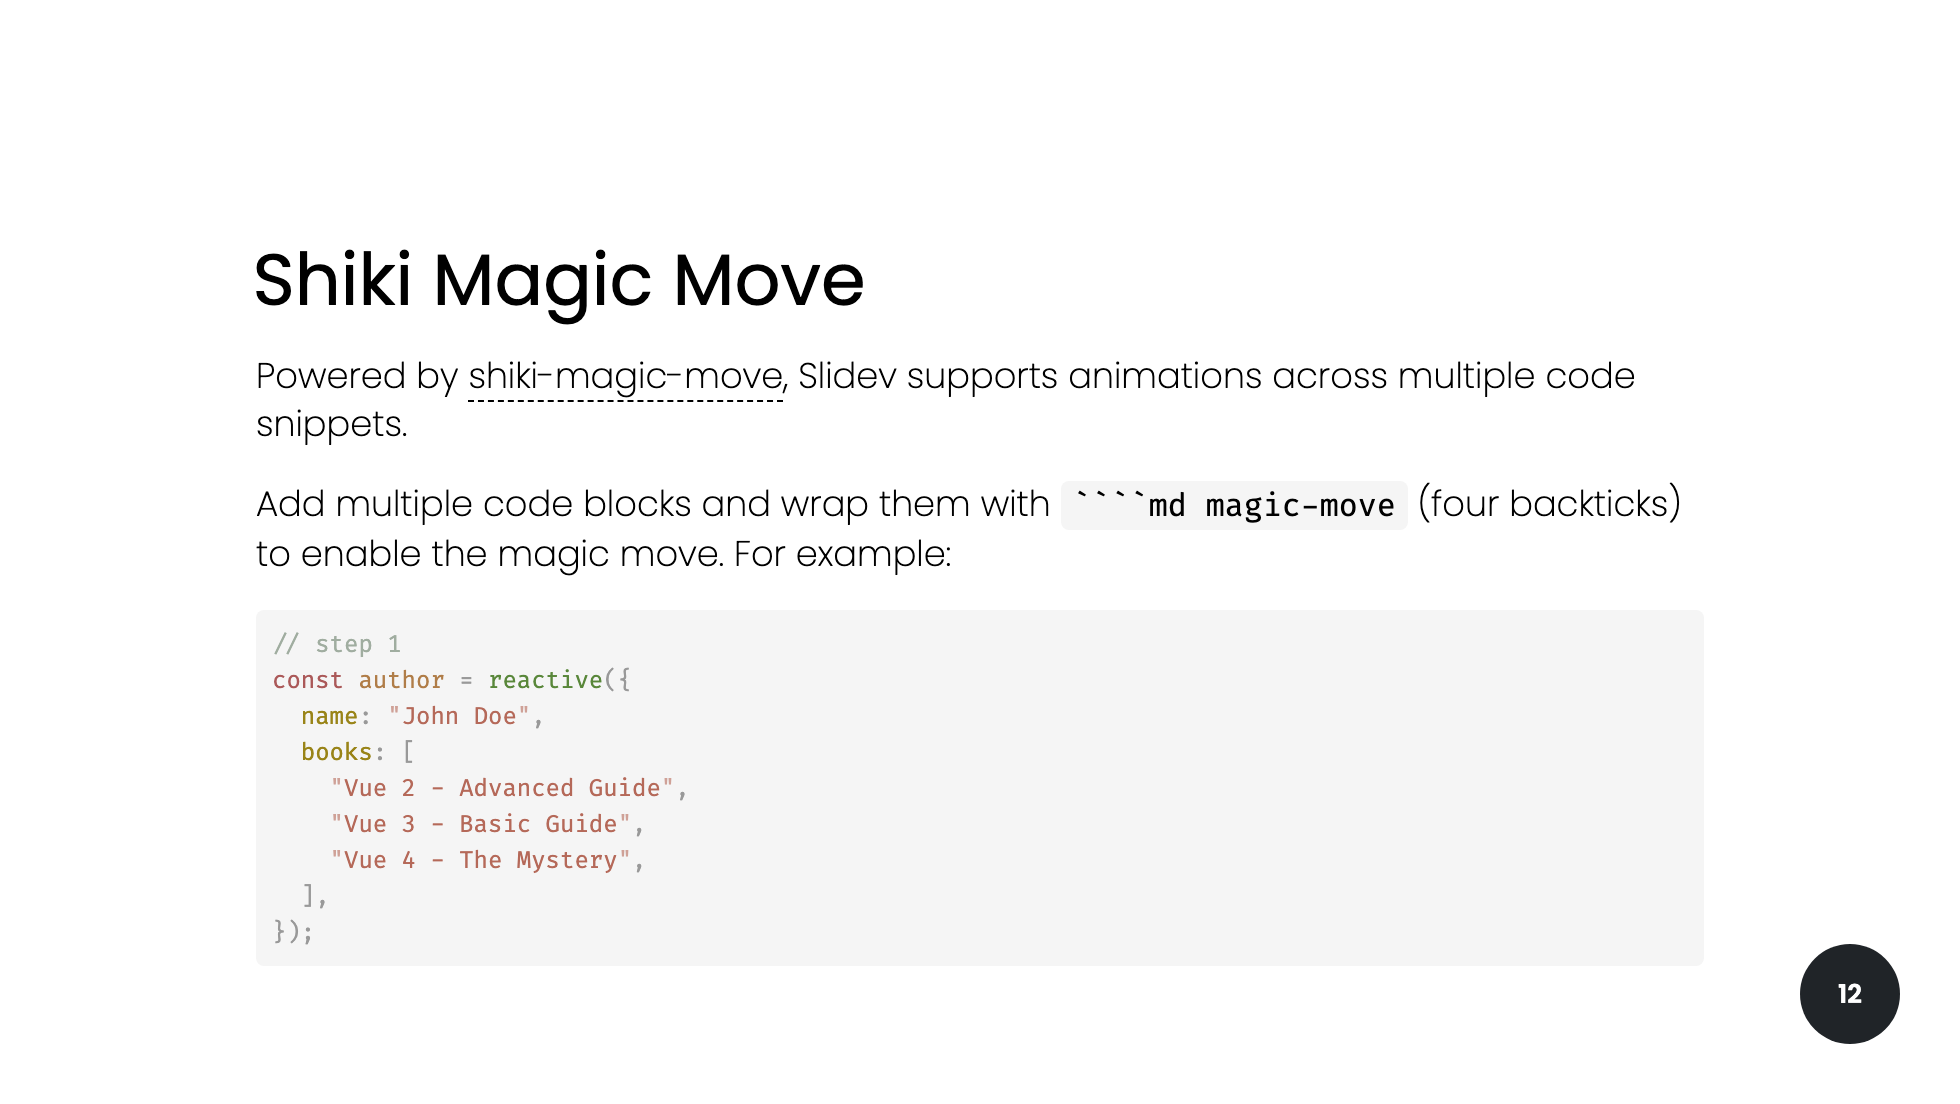 Shiki Magic Move
Powered by shiki-magic-move, Slidev supports animations across multiple code
snippets.
Add multiple code blocks and wrap them with ````md magic-move (four backticks)
to enable the magic move. For example:
// step 1
const author = reactive({
  name: "John Doe",
  books: [
    "Vue 2 - Advanced Guide",
    "Vue 3 - Basic Guide",
    "Vue 4 - The Mystery",
  ],
});
12